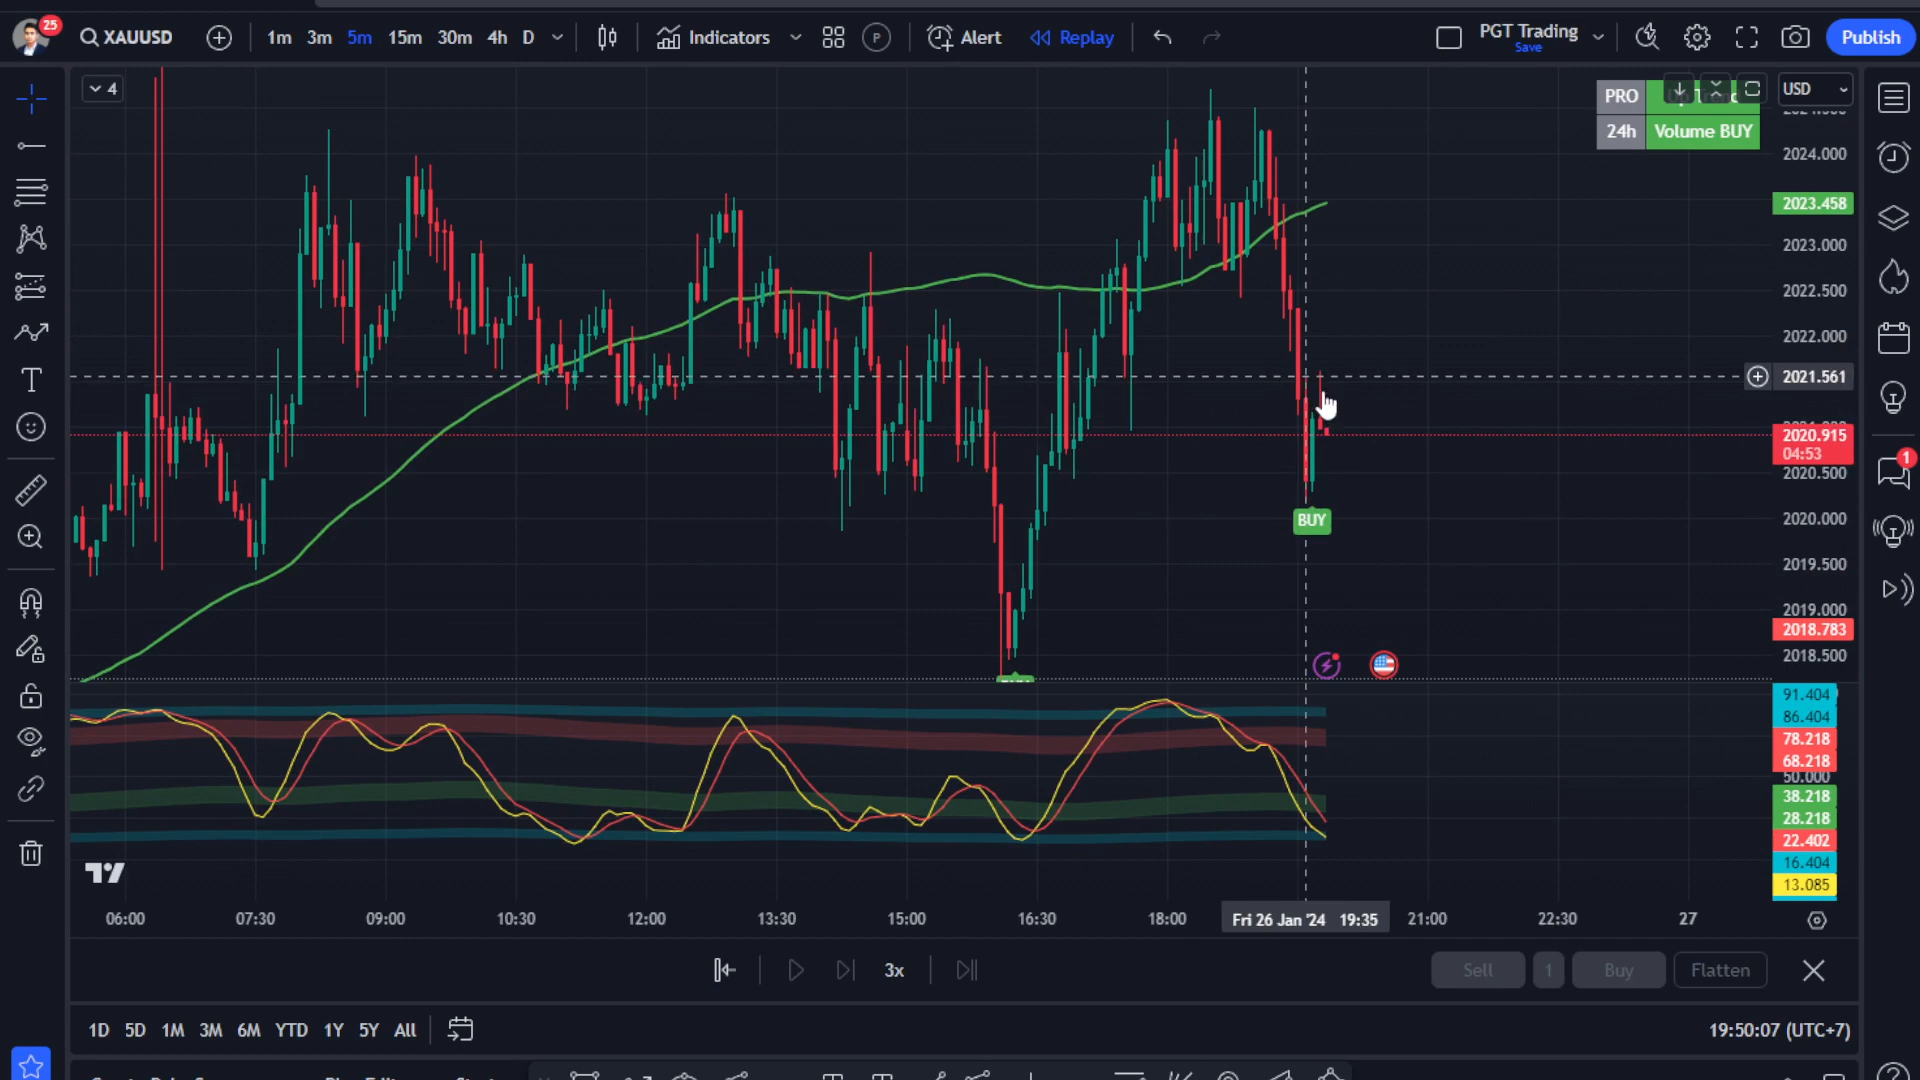 25
XAUUSD
1m 3m 5m 15m 30m 4h D
Indicators
P
Alert
Replay
PGT Trading
Save
Publish
4
PRO
24h Volume BUY
USD
2024.000
2023.458
2023.000
2022.500
2022.000
2021.561
2020.915
04:53
2020.500
2020.000
2019.500
2019.000
2018.783
2018.500
BUY
1
91.404
86.404
78.218
68.218
50.000
38.218
28.218
22.402
16.404
13.085
06:00 07:30 09:00 10:30 12:00 13:30 15:00 16:30 18:00 Fri 26 Jan '24 19:35 21:00 22:30 27
3x
Sell 1 Buy Flatten
1D 5D 1M 3M 6M YTD 1Y 5Y All
19:50:07 (UTC+7)